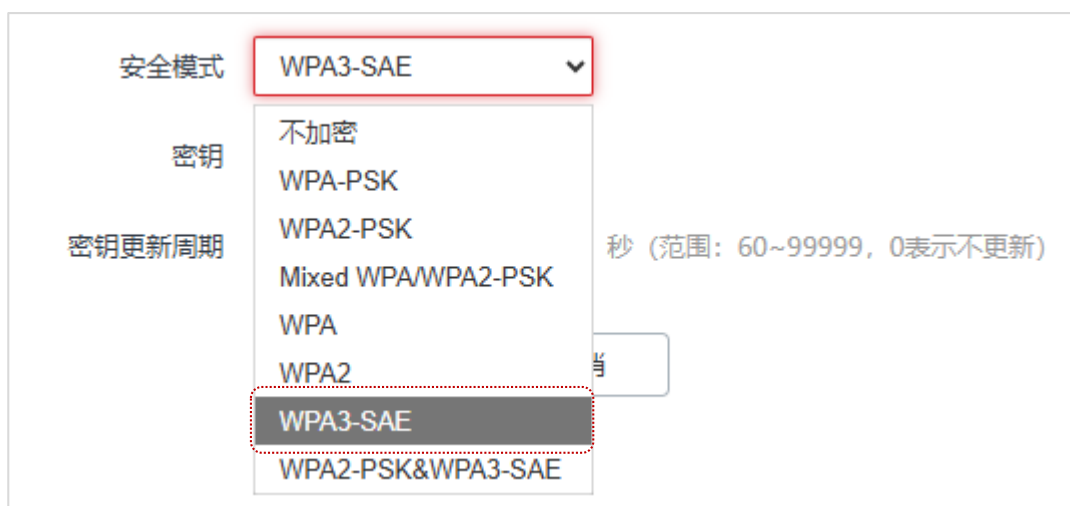 安全模式 WPA3-SAE
不加密
密钥
WPA-PSK
WPA2-PSK
密钥更新周期 秒（范围：60~99999，0表示不更新）
Mixed WPA/WPA2-PSK
WPA
WPA2
WPA3-SAE
WPA2-PSK&WPA3-SAE